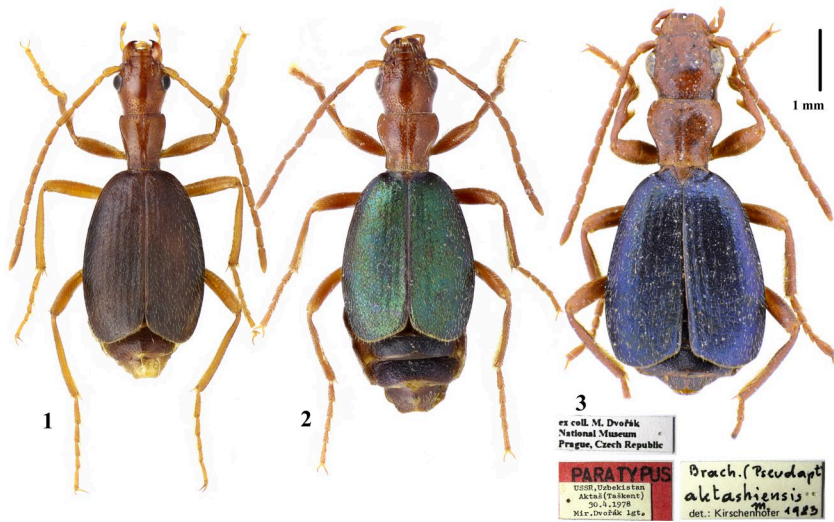 1 mm
1
2
3
ex coll. M. Dvořák
National Museum
Prague, Czech Republic
PARATYPUS
USSR, Uzbekistan
Aktaš(Taškent)
30.4.1978
Mir.Dvořák lgt.
Brach. (Pseudapt
aktashiensis
m.
det.: Kirschenhofer 1983